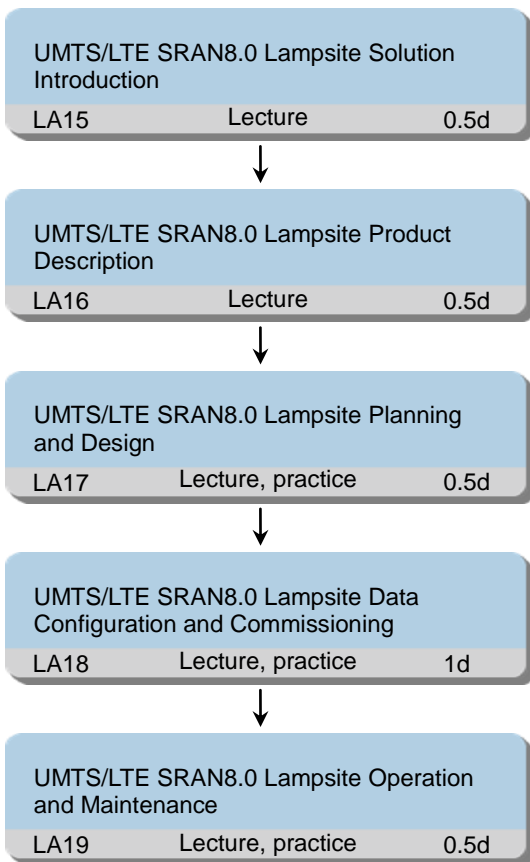 UMTS/LTE SRAN8.0 Lampsite Solution
Introduction
LA15 Lecture 0.5d
UMTS/LTE SRAN8.0 Lampsite Product
Description
LA16 Lecture 0.5d
UMTS/LTE SRAN8.0 Lampsite Planning
and Design
LA17 Lecture, practice 0.5d
UMTS/LTE SRAN8.0 Lampsite Data
Configuration and Commissioning
LA18 Lecture, practice 1d
UMTS/LTE SRAN8.0 Lampsite Operation
and Maintenance
LA19 Lecture, practice 0.5d